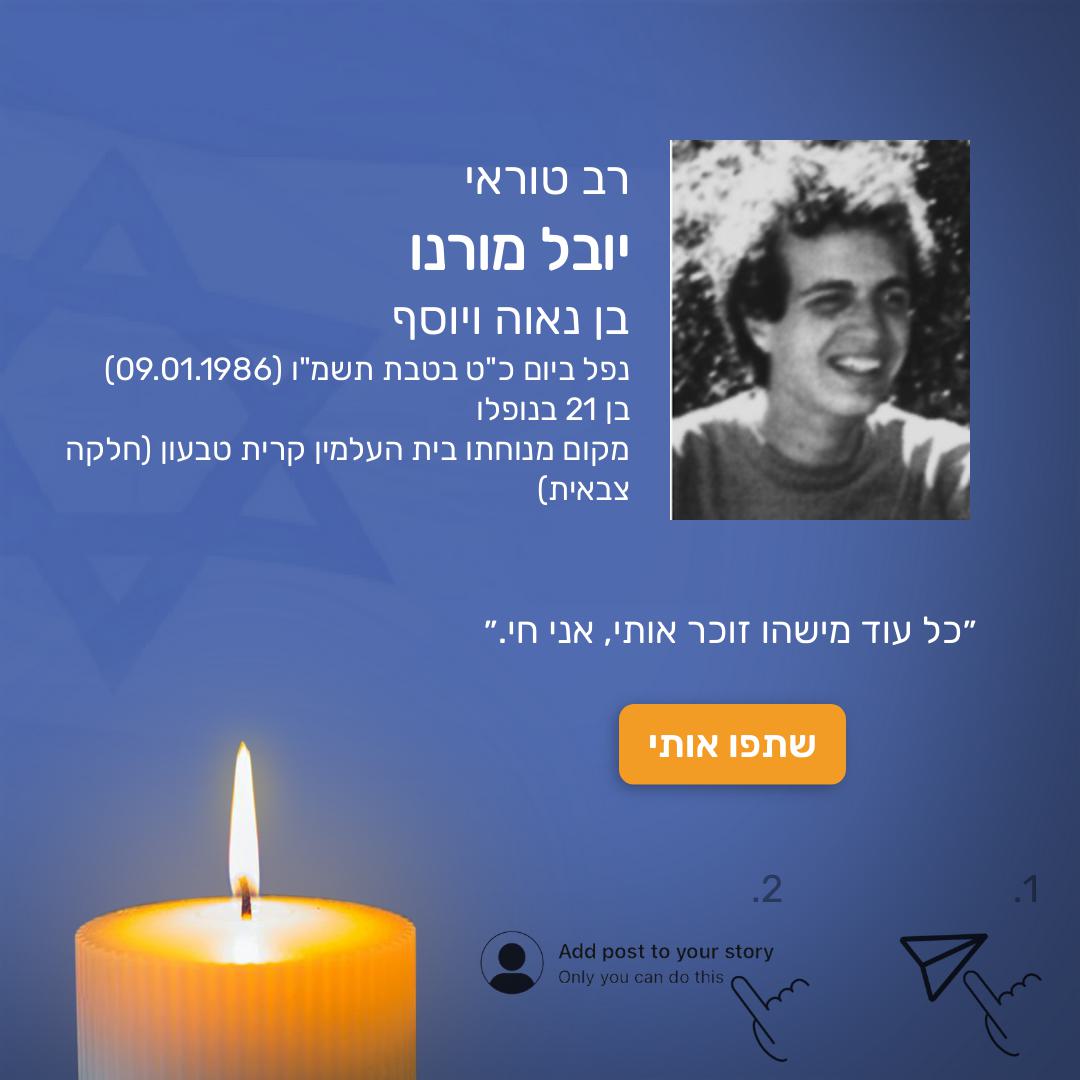 רב טוראי
יובל מורנו
בן נאוה ויוסף
נפל ביום כ"ט בטבת תשמ"ו (09.01.1986)
בן 21 בנופלו
מקום מנוחתו בית העלמין קרית טבעון (חלקה
צבאית)
״כל עוד מישהו זוכר אותי, אני חי.״
שתפו אותי
.1
.2
Add post to your story
Only you can do this